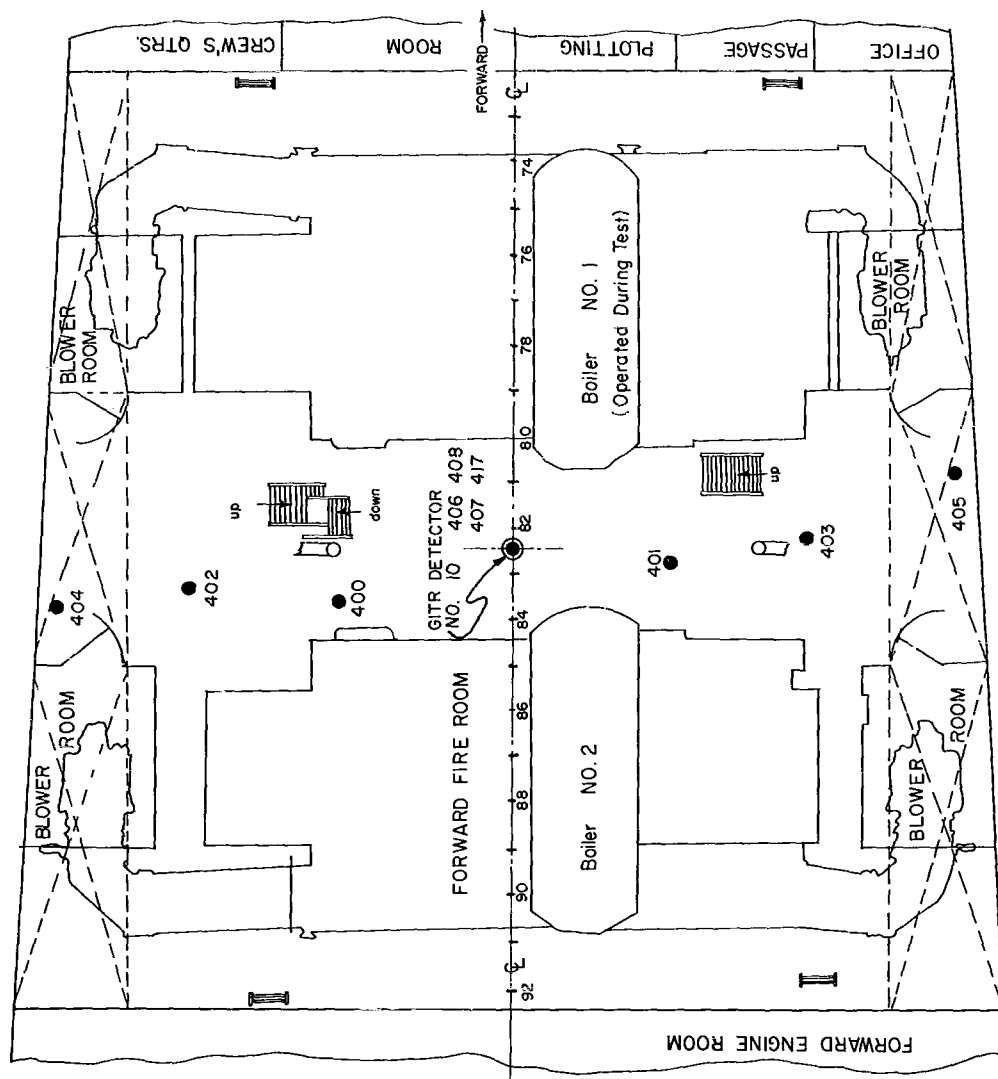 CREW'S QTRS.
ROOM
PLOTTING
PASSAGE
OFFICE
FORWARD
CL
74
76
78
80
82
84
86
88
90
92
CL
BLOWER
ROOM
BLOWER
ROOM
Boiler NO. 1
(Operated During Test)
up
down
up
GITR DETECTOR
NO. 10 406 408
407 417
404
402
400
401
403
405
FORWARD FIRE ROOM
Boiler NO. 2
BLOWER
ROOM
BLOWER
ROOM
FORWARD ENGINE ROOM